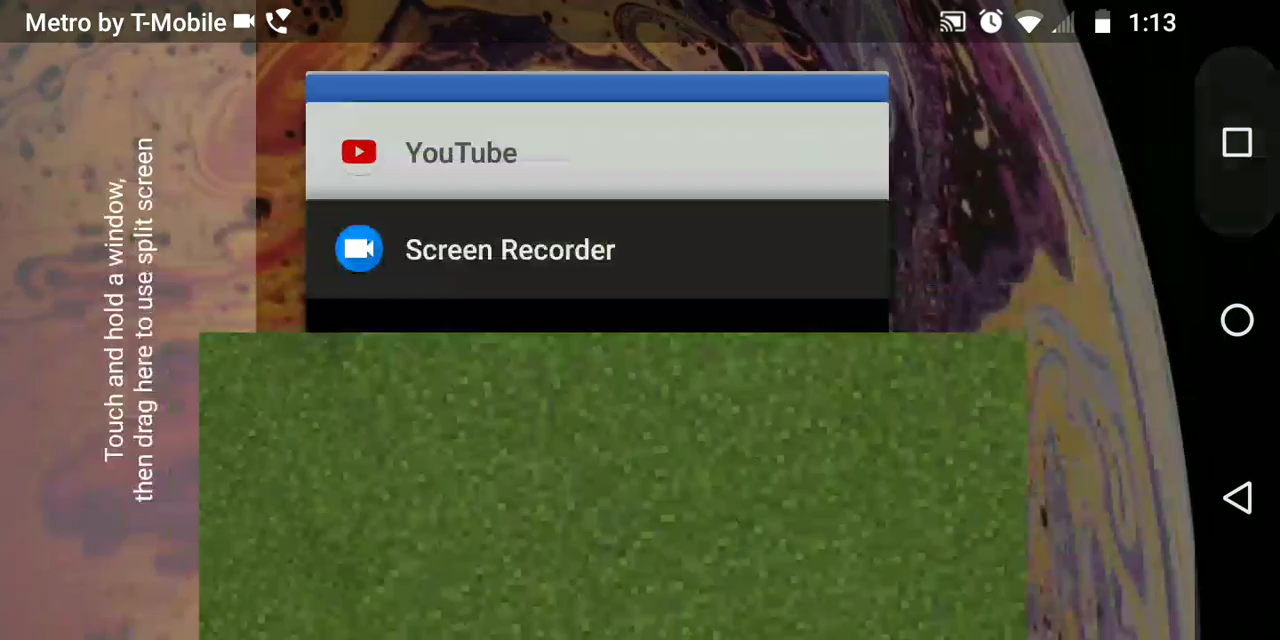 Metro by T-Mobile
1:13
YouTube
Screen Recorder
Touch and hold a window,
then drag here to use split screen